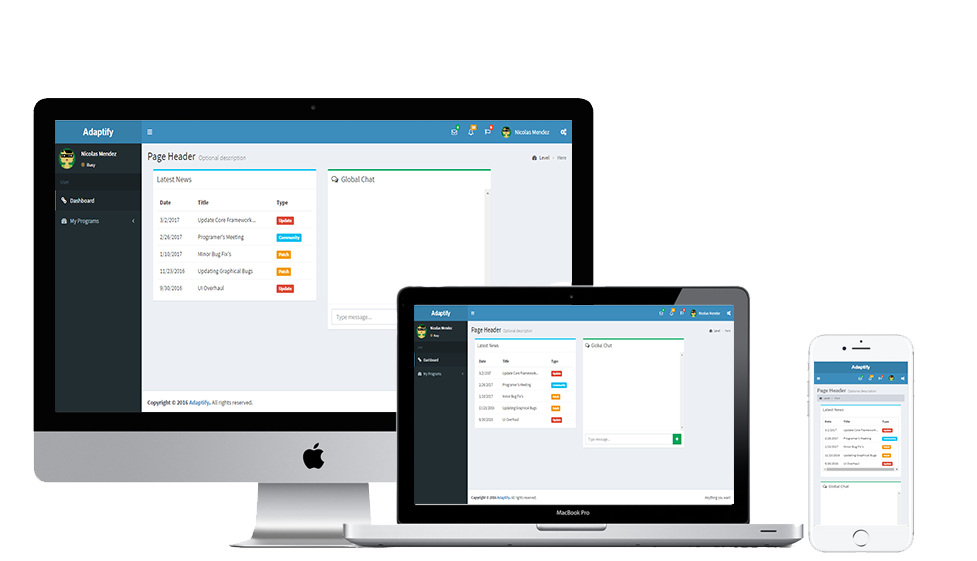 Adaptify
Nicolas Mendez
Nicolas Mendez
Busy
Page Header Optional description
Level > Here
Dashboard
My Programs
Latest News
Date Title Type
3/2/2017 Update Core Framework... Update
2/26/2017 Programer's Meeting Community
1/10/2017 Minor Bug Fix's Patch
11/23/2016 Updating Graphical Bugs Patch
9/30/2016 UI Overhaul Update
Global Chat
Type message...
Copyright © 2016 Adaptify. All rights reserved.
Adaptify
Nicolas Mendez
Nicolas Mendez
Busy
Page Header Optional description
Level > Here
Dashboard
My Programs
Latest News
Date Title Type
3/2/2017 Update Core Framework... Update
2/26/2017 Programer's Meeting Community
1/10/2017 Minor Bug Fix's Patch
11/23/2016 Updating Graphical Bugs Patch
9/30/2016 UI Overhaul Update
Global Chat
Type message...
Copyright © 2016 Adaptify. All rights reserved.
Anything you want
MacBook Pro
Adaptify
Page Header Optional description
Level > Here
Latest News
Date Title Type
3/2/2017 Update Core Framework... Update
2/26/2017 Programer's Meeting Community
1/10/2017 Minor Bug Fix's Patch
11/23/2016 Updating Graphical Bugs Patch
9/30/2016 UI Overhaul Update
Global Chat